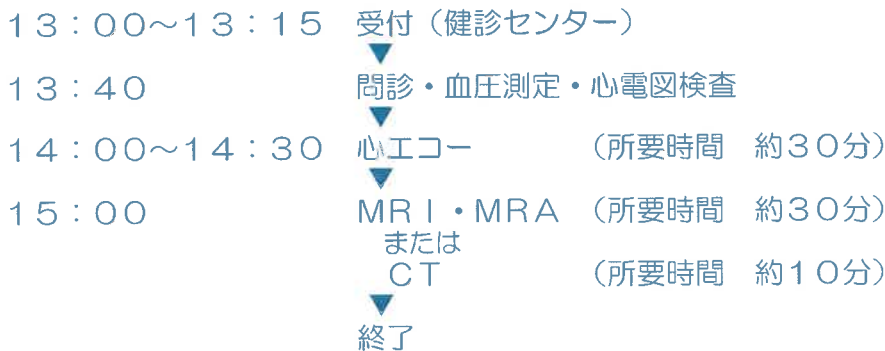 13：00～13：15　受付（健診センター）
▼
13：40　問診・血圧測定・心電図検査
▼
14：00～14：30　心エコー　（所要時間　約30分）
▼
15：00　MRI・MRA　（所要時間　約30分）
または
CT　（所要時間　約10分）
▼
終了